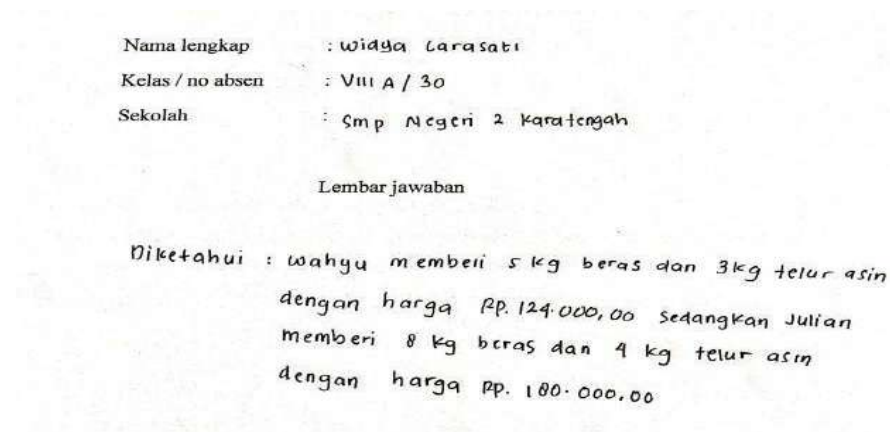 Nama lengkap : Widya Larasati
Kelas / no absen : VIII A / 30
Sekolah : Smp Negeri 2 Karatengah
Lembar jawaban
Diketahui : wahyu membeli 5 kg beras dan 3kg telur asin
dengan harga Rp. 124.000,00 sedangkan Julian
memberi 8 kg beras dan 4 kg telur asin
dengan harga Rp. 180.000,00